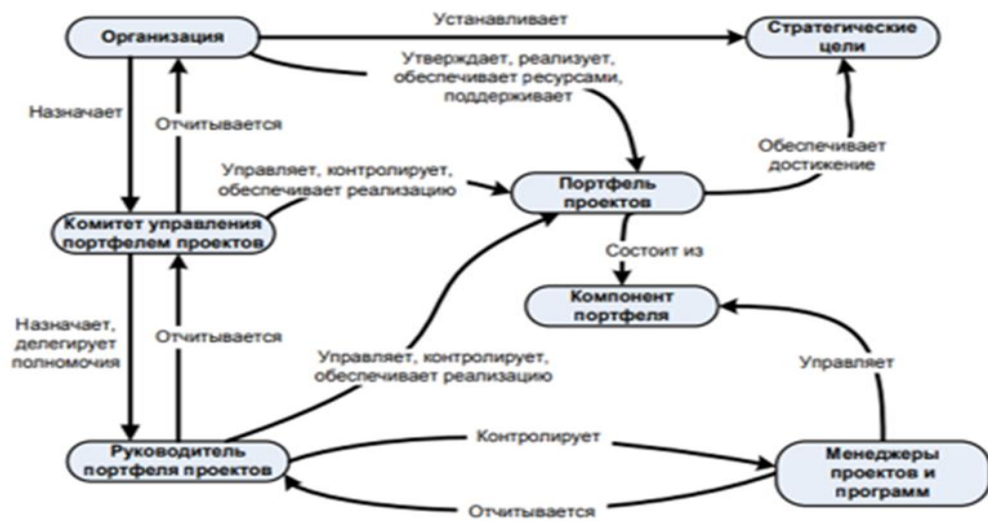 Устанавливает
Организация
Стратегические
цели
Утверждает, реализует,
обеспечивает ресурсами,
поддерживает
Назначает
Отчитывается
Обеспечивает
достижение
Управляет, контролирует,
обеспечивает реализацию
Портфель
проектов
Комитет управления
портфелем проектов
Состоит из
Компонент
портфеля
Назначает,
делегирует
полномочия
Отчитывается
Управляет, контролирует,
обеспечивает реализацию
Управляет
Руководитель
портфеля проектов
Контролирует
Менеджеры
проектов и
программ
Отчитывается